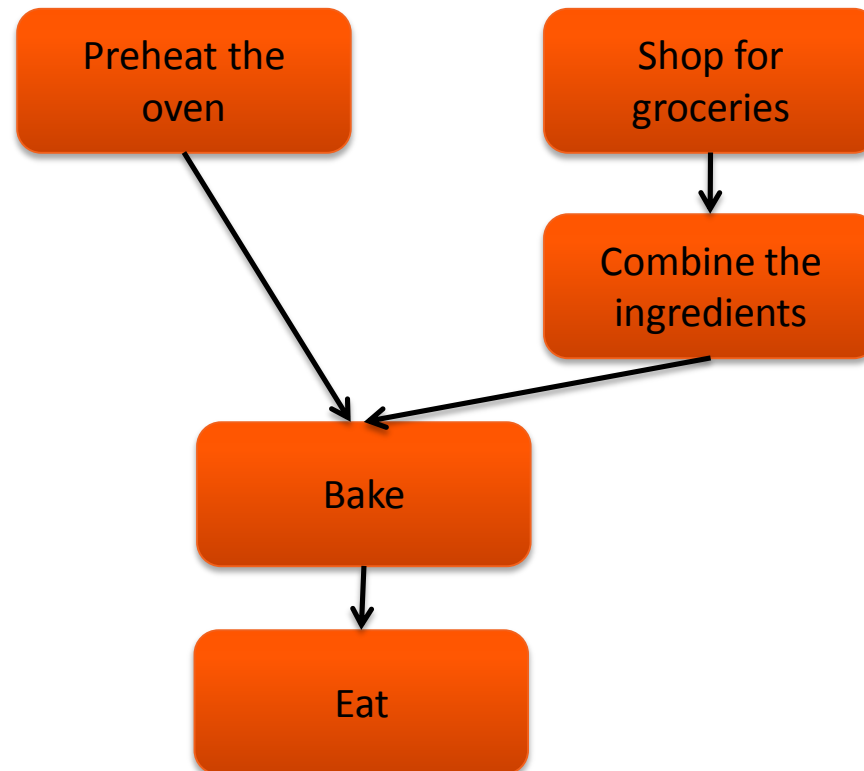 Preheat the
oven
Shop for
groceries
Combine the
ingredients
Bake
Eat